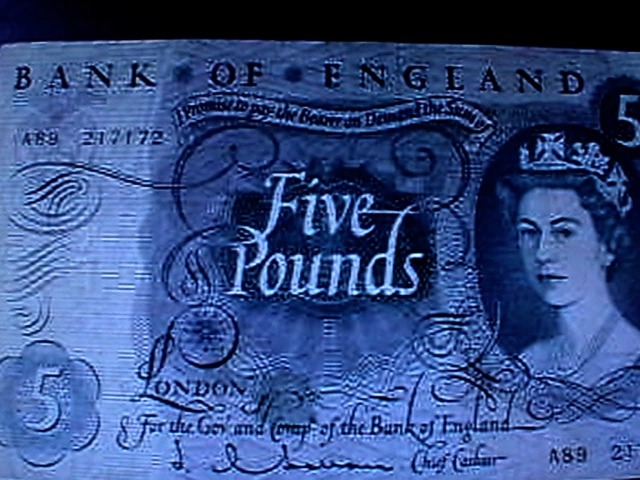 BANK OF ENGLAND
I Promise to pay the Bearer on Demand the Sum of
5
A89 217172
Five
Pounds
LONDON
5
For the Gov.r and Comp.a of the Bank of England
Chief Cashier
A89 21